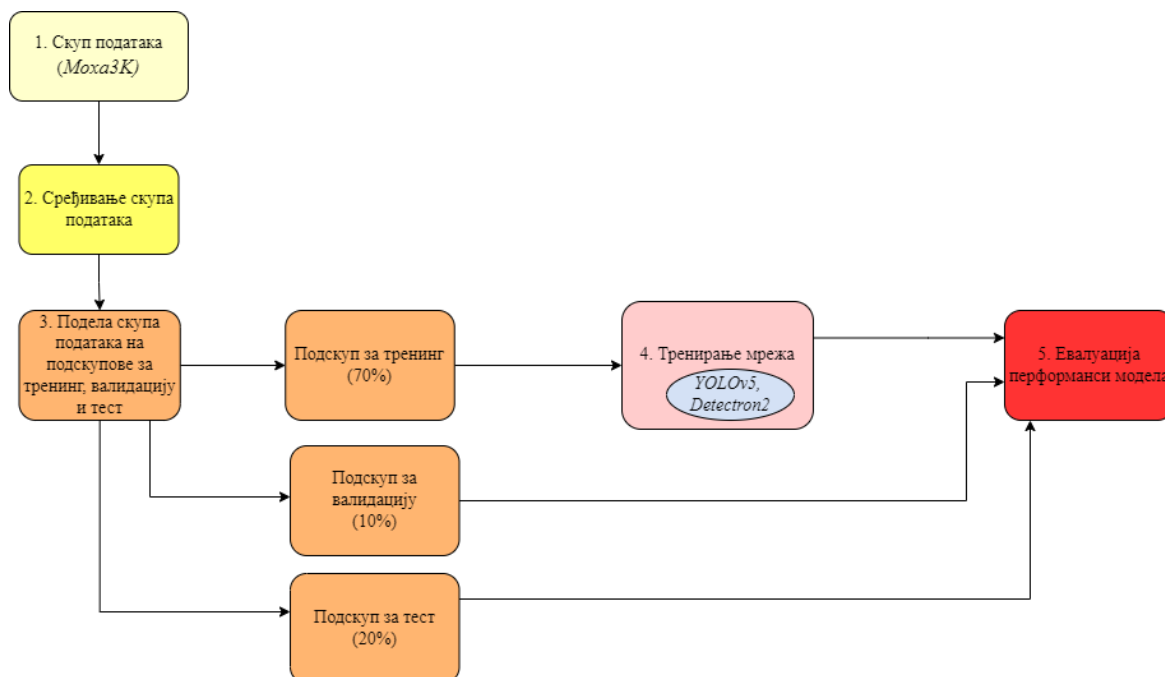 1. Скуп података
(Moxa3K)
2. Сређивање скупа
података
3. Подела скупа
података на
подскупове за
тренинг, валидацију
и тест
Подскуп за тренинг
(70%)
4. Тренирање мрежа
YOLOv5,
Detectron2
5. Евалуација
перформанси модела
Подскуп за
валидацију
(10%)
Подскуп за тест
(20%)